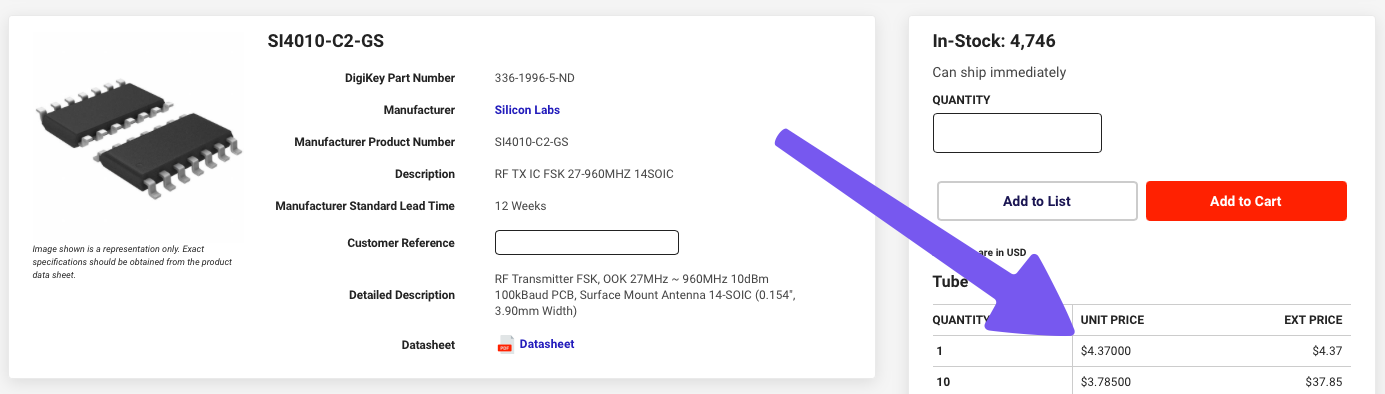 SI4010-C2-GS
DigiKey Part Number 336-1996-5-ND
Manufacturer Silicon Labs
Manufacturer Product Number SI4010-C2-GS
Description RF TX IC FSK 27-960MHZ 14SOIC
Manufacturer Standard Lead Time 12 Weeks
Customer Reference
Detailed Description RF Transmitter FSK, OOK 27MHz ~ 960MHz 10dBm
100kBaud PCB, Surface Mount Antenna 14-SOIC (0.154",
3.90mm Width)
Datasheet PDF Datasheet
Image shown is a representation only. Exact
specifications should be obtained from the product
data sheet.
In-Stock: 4,746
Can ship immediately
QUANTITY
Add to List Add to Cart
are in USD
Tube
QUANTITY UNIT PRICE EXT PRICE
1 $4.37000 $4.37
10 $3.78500 $37.85